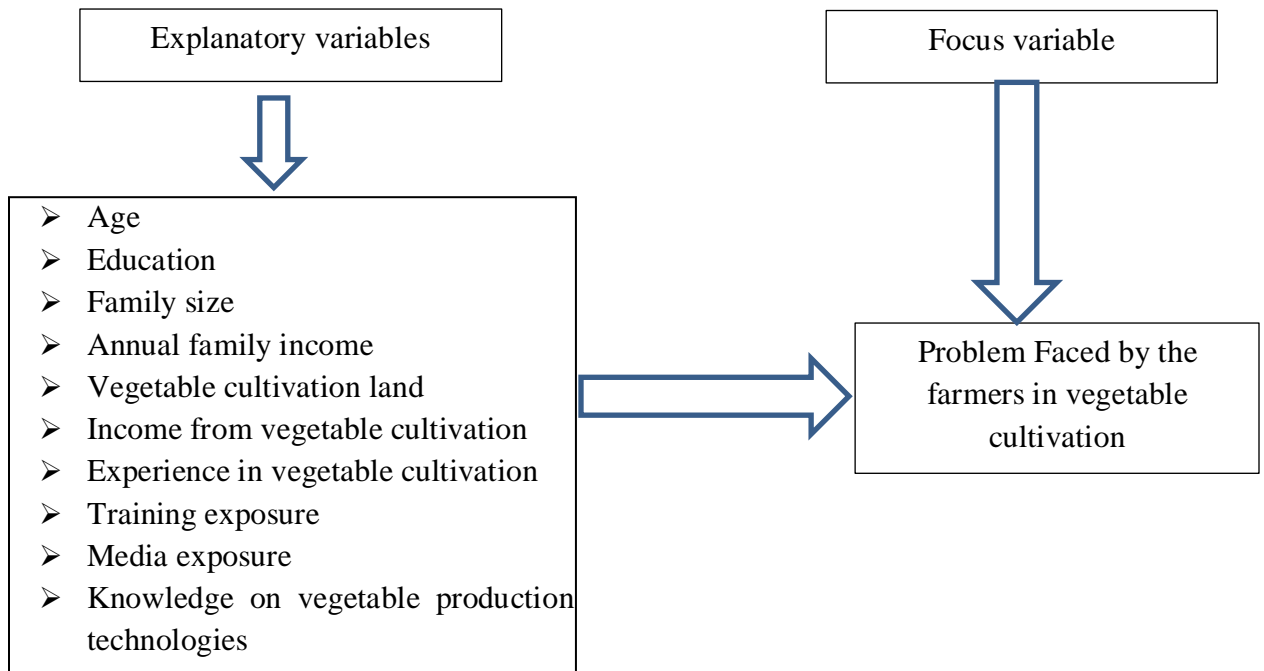 Explanatory variables
Focus variable
➢ Age
➢ Education
➢ Family size
➢ Annual family income
➢ Vegetable cultivation land
➢ Income from vegetable cultivation
➢ Experience in vegetable cultivation
➢ Training exposure
➢ Media exposure
➢ Knowledge on vegetable production
technologies
Problem Faced by the
farmers in vegetable
cultivation